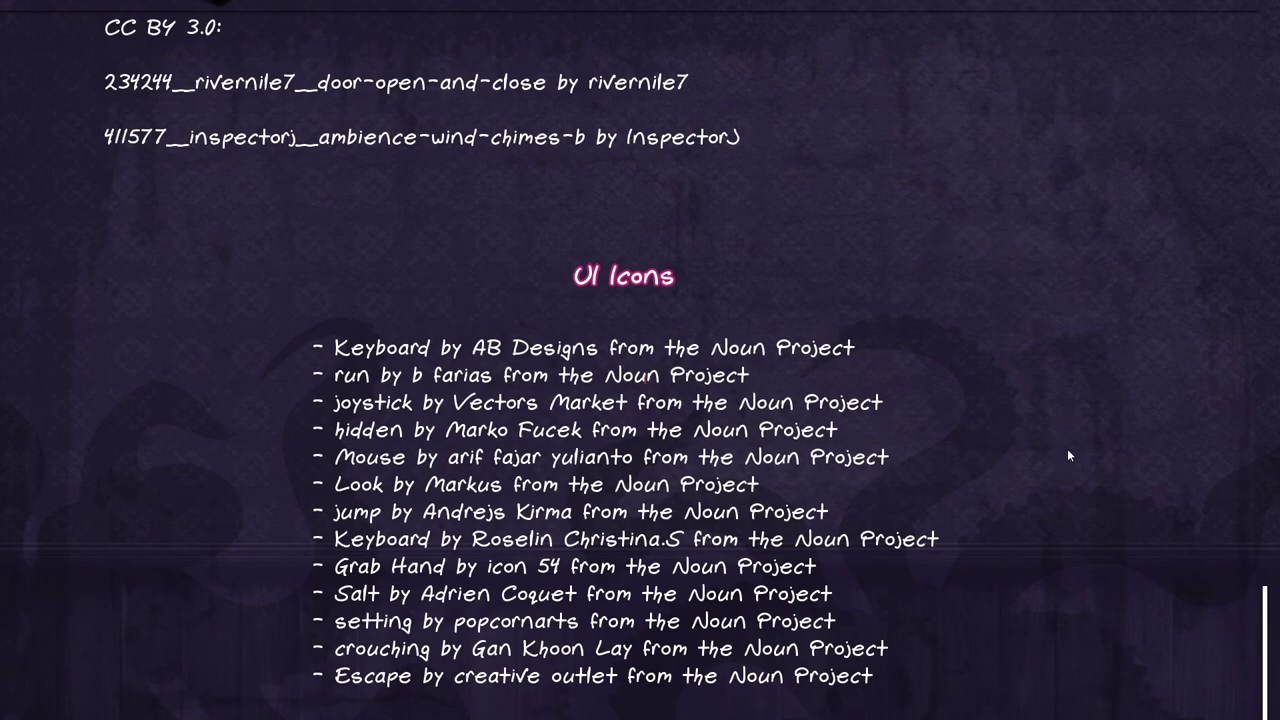 CC BY 3.0:
234244__rivernile7__door-open-and-close by rivernile7
411577__inspectorj__ambience-wind-chimes-b by InspectorJ
UI Icons
- Keyboard by AB Designs from the Noun Project
- run by b farias from the Noun Project
- joystick by Vectors Market from the Noun Project
- hidden by Marko Fucek from the Noun Project
- Mouse by arif fajar yulianto from the Noun Project
- Look by Markus from the Noun Project
- jump by Andrejs Kirma from the Noun Project
- Keyboard by Roselin Christina.S from the Noun Project
- Grab Hand by icon 54 from the Noun Project
- Salt by Adrien Coquet from the Noun Project
- setting by popcornarts from the Noun Project
- crouching by Gan Khoon Lay from the Noun Project
- Escape by creative outlet from the Noun Project